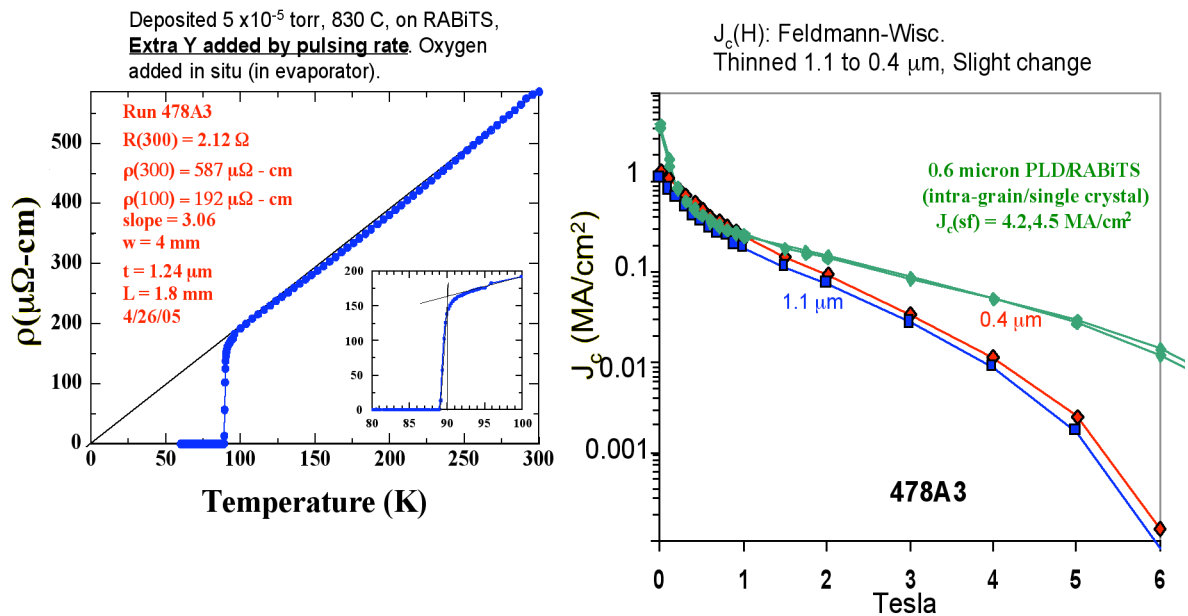 Deposited 5 x10-5 torr, 830 C, on RABiTS,
Extra Y added by pulsing rate. Oxygen
added in situ (in evaporator).
Run 478A3
R(300) = 2.12 Ω
ρ(300) = 587 μΩ - cm
ρ(100) = 192 μΩ - cm
slope = 3.06
w = 4 mm
t = 1.24 μm
L = 1.8 mm
4/26/05
ρ(μΩ-cm)
500
400
300
200
100
0
0 50 100 150 200 250 300
Temperature (K)
200
150
100
50
0
80 85 90 95 100
Jc(H): Feldmann-Wisc.
Thinned 1.1 to 0.4 μm, Slight change
0.6 micron PLD/RABiTS
(intra-grain/single crystal)
Jc(sf) = 4.2,4.5 MA/cm2
Jc (MA/cm2)
1
0.1
0.01
0.001
1.1 μm
0.4 μm
478A3
0 1 2 3 4 5 6
Tesla